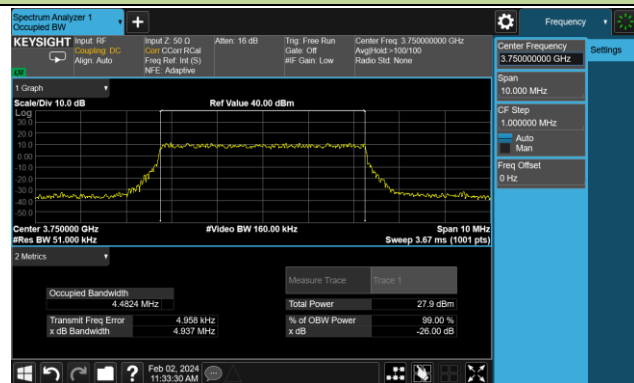 Spectrum Analyzer 1
Occupied BW
Frequency
KEYSIGHT
Input: RF
Coupling: DC
Align: Auto
Input Z: 50 Ω
Corr CCorr RCal
Freq Ref: Int (S)
NFE: Adaptive
Atten: 16 dB
Trig: Free Run
Gate: Off
#IF Gain: Low
Center Freq: 3.750000000 GHz
Avg|Hold:>100/100
Radio Std: None
Center Frequency
3.750000000 GHz
Settings
Span
10.000 MHz
CF Step
1.000000 MHz
Auto
Man
Freq Offset
0 Hz
1 Graph
Scale/Div 10.0 dB
Ref Value 40.00 dBm
Log
30.0
20.0
10.0
0.00
-10.0
-20.0
-30.0
-40.0
-50.0
Center 3.750000 GHz
#Video BW 160.00 kHz
Span 10 MHz
#Res BW 51.000 kHz
Sweep 3.67 ms (1001 pts)
2 Metrics
Measure Trace
Trace 1
Occupied Bandwidth
4.4824 MHz
Total Power
27.9 dBm
Transmit Freq Error
4.958 kHz
% of OBW Power
99.00 %
x dB Bandwidth
4.937 MHz
x dB
-26.00 dB
?
Feb 02, 2024
11:33:30 AM